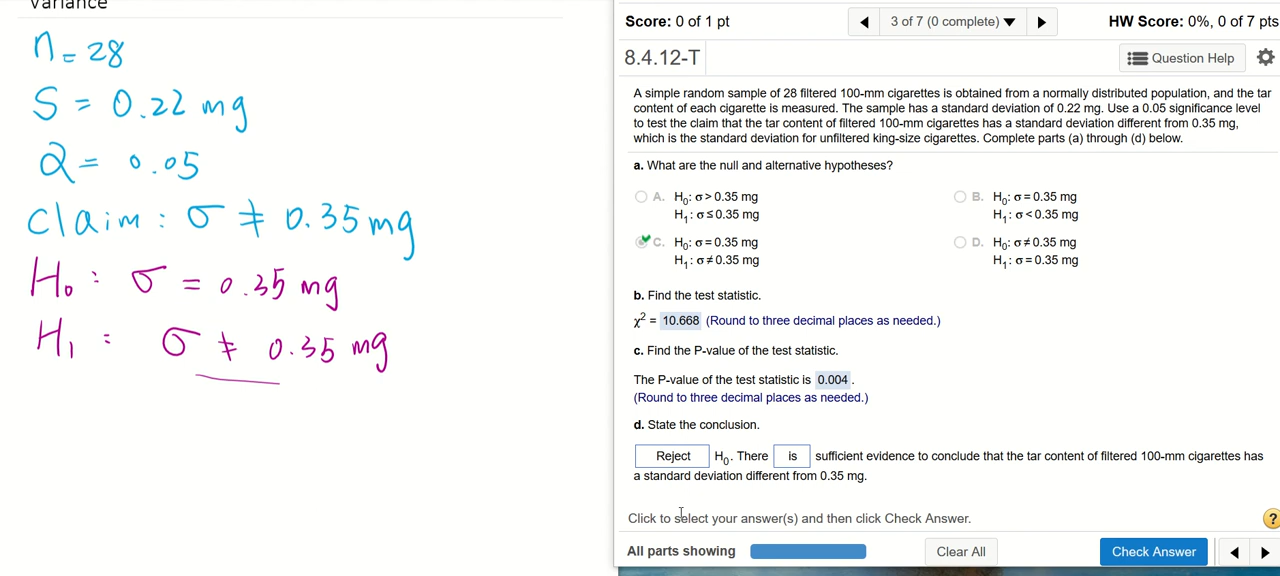 Variance
n = 28
S = 0.22 mg
α = 0.05
Claim : σ ≠ 0.35 mg
H₀ : σ = 0.35 mg
H₁ : σ ≠ 0.35 mg
Score: 0 of 1 pt
3 of 7 (0 complete)
HW Score: 0%, 0 of 7 pts
8.4.12-T
Question Help
A simple random sample of 28 filtered 100-mm cigarettes is obtained from a normally distributed population, and the tar
content of each cigarette is measured. The sample has a standard deviation of 0.22 mg. Use a 0.05 significance level
to test the claim that the tar content of filtered 100-mm cigarettes has a standard deviation different from 0.35 mg,
which is the standard deviation for unfiltered king-size cigarettes. Complete parts (a) through (d) below.
a. What are the null and alternative hypotheses?
A. H₀: σ > 0.35 mg
H₁: σ ≤ 0.35 mg
B. H₀: σ = 0.35 mg
H₁: σ < 0.35 mg
C. H₀: σ = 0.35 mg
H₁: σ ≠ 0.35 mg
D. H₀: σ ≠ 0.35 mg
H₁: σ = 0.35 mg
b. Find the test statistic.
χ² = 10.668 (Round to three decimal places as needed.)
c. Find the P-value of the test statistic.
The P-value of the test statistic is 0.004.
(Round to three decimal places as needed.)
d. State the conclusion.
Reject H₀. There is sufficient evidence to conclude that the tar content of filtered 100-mm cigarettes has
a standard deviation different from 0.35 mg.
Click to select your answer(s) and then click Check Answer.
?
All parts showing
Clear All
Check Answer